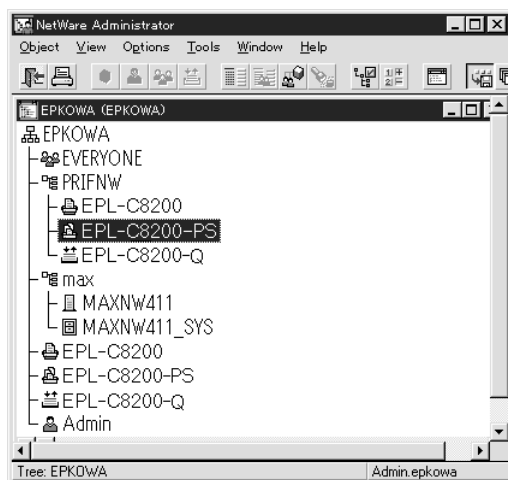 NetWare Administrator
Object View Options Tools Window Help
EPKOWA (EPKOWA)
EPKOWA
EVERYONE
PRIFNW
EPL-C8200
EPL-C8200-PS
EPL-C8200-Q
max
MAXNW411
MAXNW411_SYS
EPL-C8200
EPL-C8200-PS
EPL-C8200-Q
Admin
Tree: EPKOWA Admin.epkowa